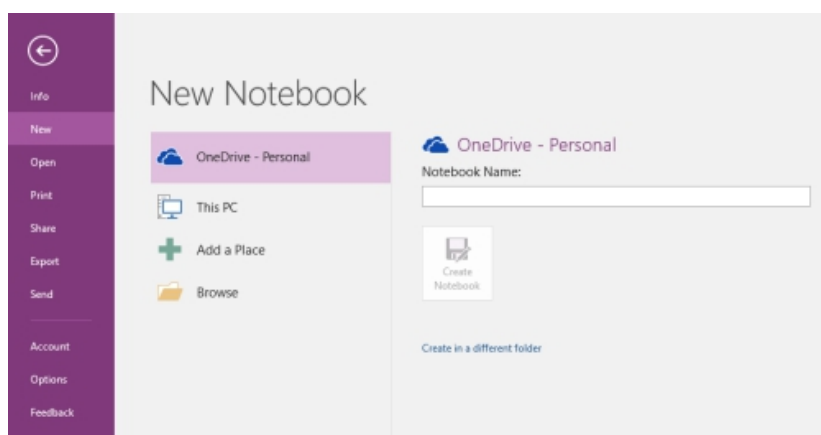 Info
New
Open
Print
Share
Export
Send
Account
Options
Feedback
New Notebook
OneDrive - Personal
This PC
Add a Place
Browse
OneDrive - Personal
Notebook Name:
Create
Notebook
Create in a different folder